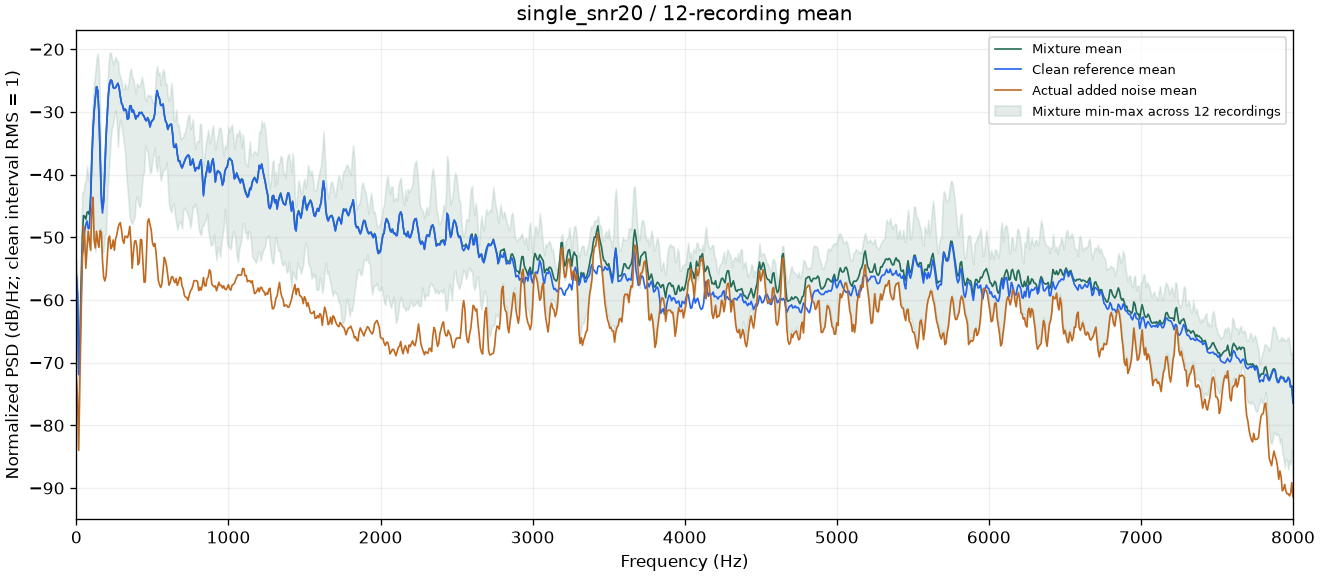 single_snr20 / 12-recording mean
Normalized PSD (dB/Hz; clean interval RMS = 1)
−20
−30
−40
−50
−60
−70
−80
−90
Mixture mean
Clean reference mean
Actual added noise mean
Mixture min-max across 12 recordings
0 1000 2000 3000 4000 5000 6000 7000 8000
Frequency (Hz)